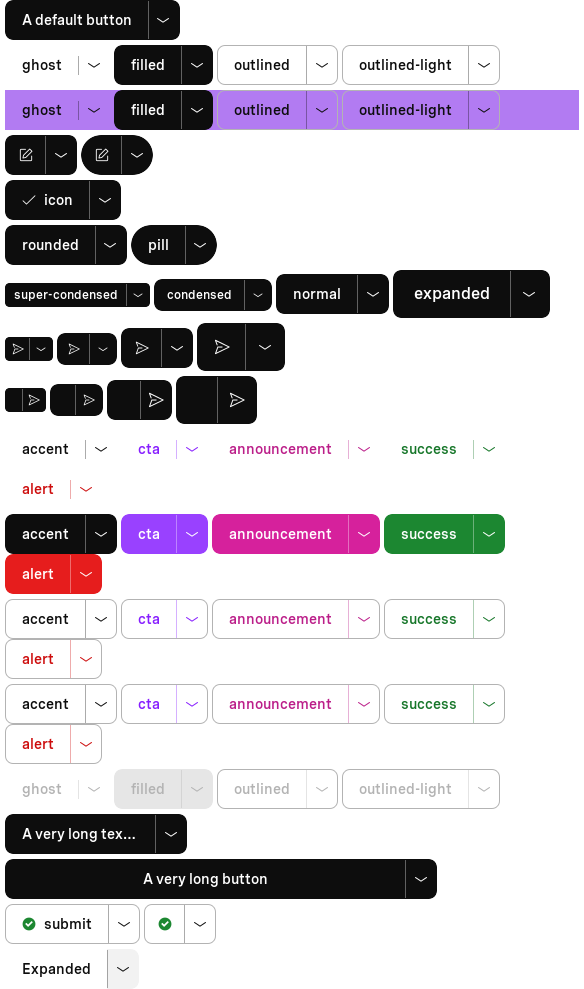 A default button
ghost filled outlined outlined-light
ghost filled outlined outlined-light
icon
rounded pill
super-condensed condensed normal expanded
accent cta announcement success
alert
accent cta announcement success
alert
accent cta announcement success
alert
accent cta announcement success
alert
ghost filled outlined outlined-light
A very long tex...
A very long button
submit
Expanded